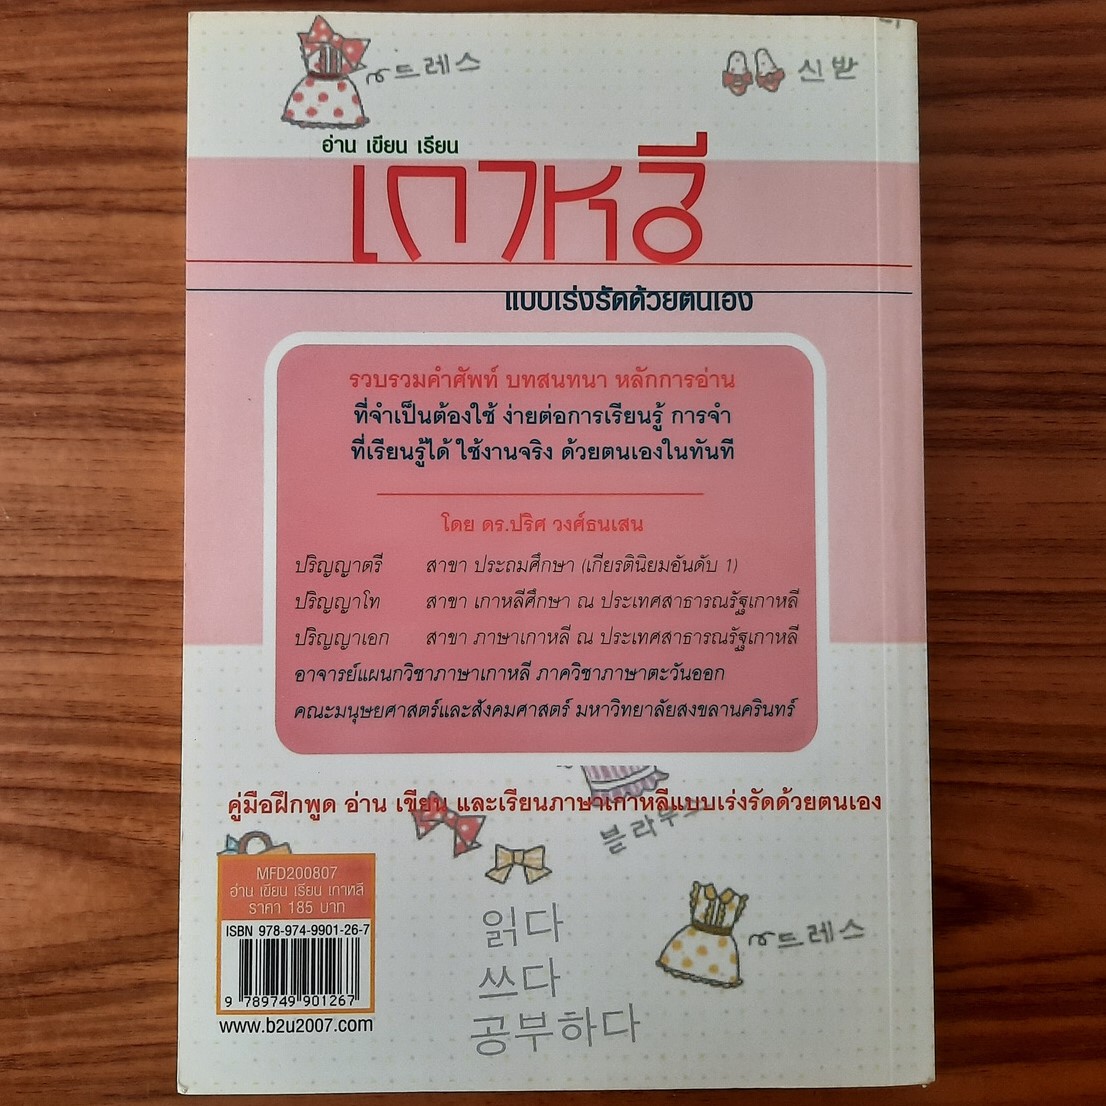 드레스
신발
อ่าน เขียน เรียน
เกาหลี
แบบเร่งรัดด้วยตนเอง
รวบรวมคำศัพท์ บทสนทนา หลักการอ่าน
ที่จำเป็นต้องใช้ ง่ายต่อการเรียนรู้ การจำ
ที่เรียนรู้ได้ ใช้งานจริง ด้วยตนเองในทันที
โดย ดร.ปริศ วงศ์ธนเสน
ปริญญาตรี สาขา ประถมศึกษา (เกียรตินิยมอันดับ 1)
ปริญญาโท สาขา เกาหลีศึกษา ณ ประเทศสาธารณรัฐเกาหลี
ปริญญาเอก สาขา ภาษาเกาหลี ณ ประเทศสาธารณรัฐเกาหลี
อาจารย์แผนกวิชาภาษาเกาหลี ภาควิชาภาษาตะวันออก
คณะมนุษยศาสตร์และสังคมศาสตร์ มหาวิทยาลัยสงขลานครินทร์
คู่มือฝึกพูด อ่าน เขียน และเรียนภาษาเกาหลีแบบเร่งรัดด้วยตนเอง
MFD200807
อ่าน เขียน เรียน เกาหลี
ราคา 185 บาท
ISBN 978-974-9901-26-7
9 789749 901267
www.b2u2007.com
읽다
쓰다
공부하다
드레스